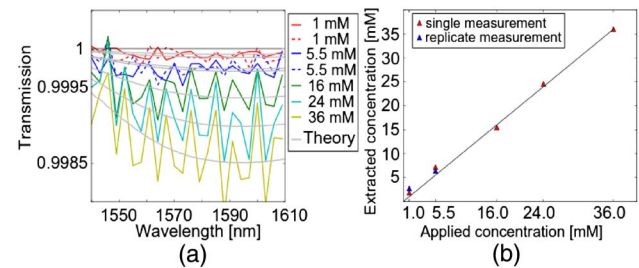 Transmission
1
0.9995
0.9985
1550
1570
1590
1610
Wavelength [nm]
1 mM
1 mM
5.5 mM
5.5 mM
16 mM
24 mM
36 mM
Theory
(a)
Extracted concentration [mM]
35
30
25
20
15
10
5
single measurement
replicate measurement
1.0
5.5
16.0
24.0
36.0
Applied concentration [mM]
(b)